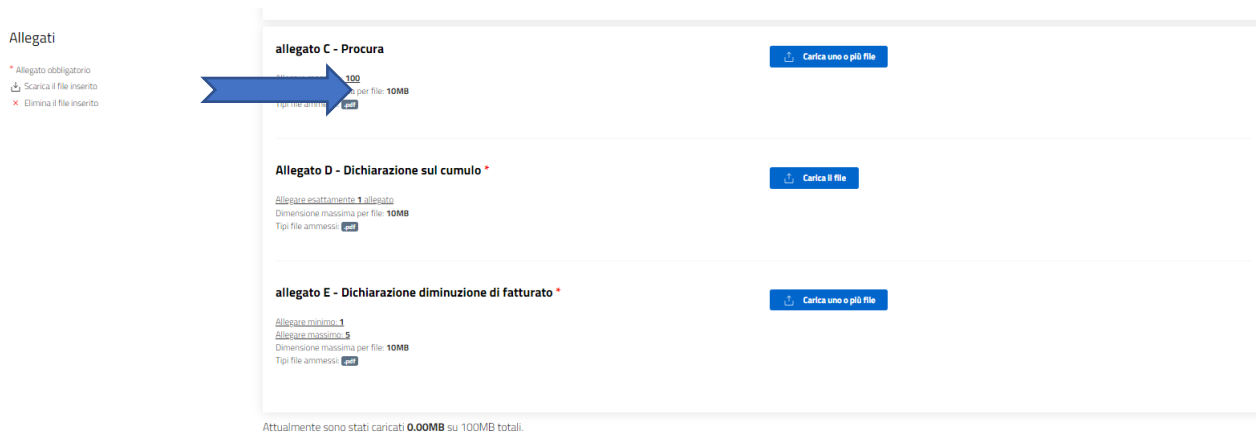 Allegati
* Allegato obbligatorio
Scarica il file inserito
× Elimina il file inserito
allegato C - Procura
Carica uno o più file
100
per file: 10MB
Tipi file .pdf
Allegato D - Dichiarazione sul cumulo *
Carica il file
Allegare esattamente 1 allegato
Dimensione massima per file: 10MB
Tipi file ammessi: .pdf
allegato E - Dichiarazione diminuzione di fatturato *
Carica uno o più file
Allegare minimo: 1
Allegare massimo: 5
Dimensione massima per file: 10MB
Tipi file ammessi: .pdf
Attualmente sono stati caricati 0.00MB su 100MB totali.